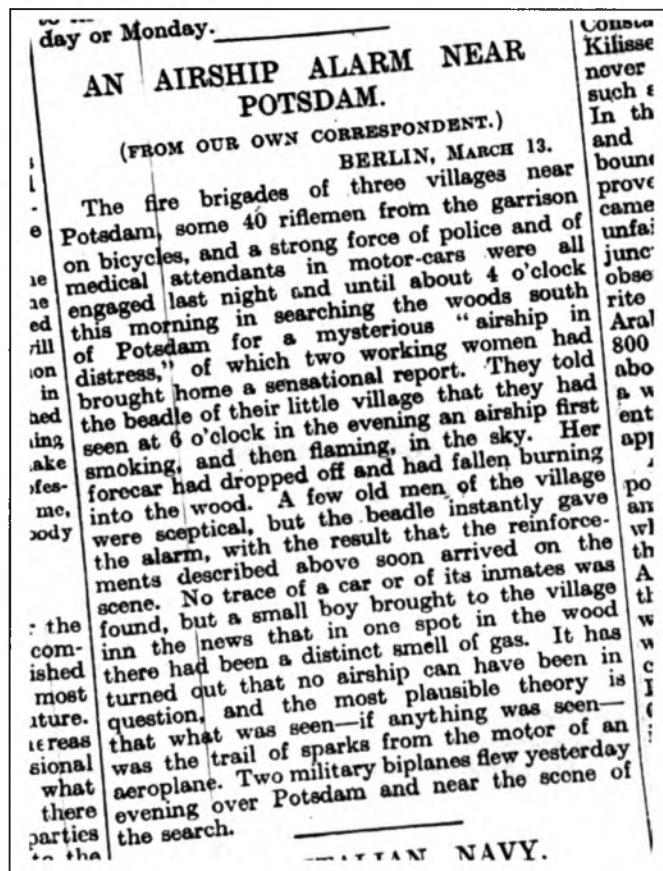 day or Monday.
AN AIRSHIP ALARM NEAR
POTSDAM.
(FROM OUR OWN CORRESPONDENT.)
BERLIN, MARCH 13.
The fire brigades of three villages near
Potsdam, some 40 riflemen from the garrison
on bicycles, and a strong force of police and of
medical attendants in motor-cars were all
engaged last night and until about 4 o'clock
this morning in searching the woods south
of Potsdam for a mysterious "airship in
distress," of which two working women had
brought home a sensational report. They told
the beadle of their little village that they had
seen at 6 o'clock in the evening an airship first
smoking, and then flaming, in the sky. Her
forecar had dropped off and had fallen burning
into the wood. A few old men of the village
were sceptical, but the beadle instantly gave
the alarm, with the result that the reinforce-
ments described above soon arrived on the
scene. No trace of a car or of its inmates was
found, but a small boy brought to the village
inn the news that in one spot in the wood
there had been a distinct smell of gas. It has
turned out that no airship can have been in
question, and the most plausible theory is
that what was seen—if anything was seen—
was the trail of sparks from the motor of an
aeroplane. Two military biplanes flew yesterday
evening over Potsdam and near the scene of
the search.
NAVY.